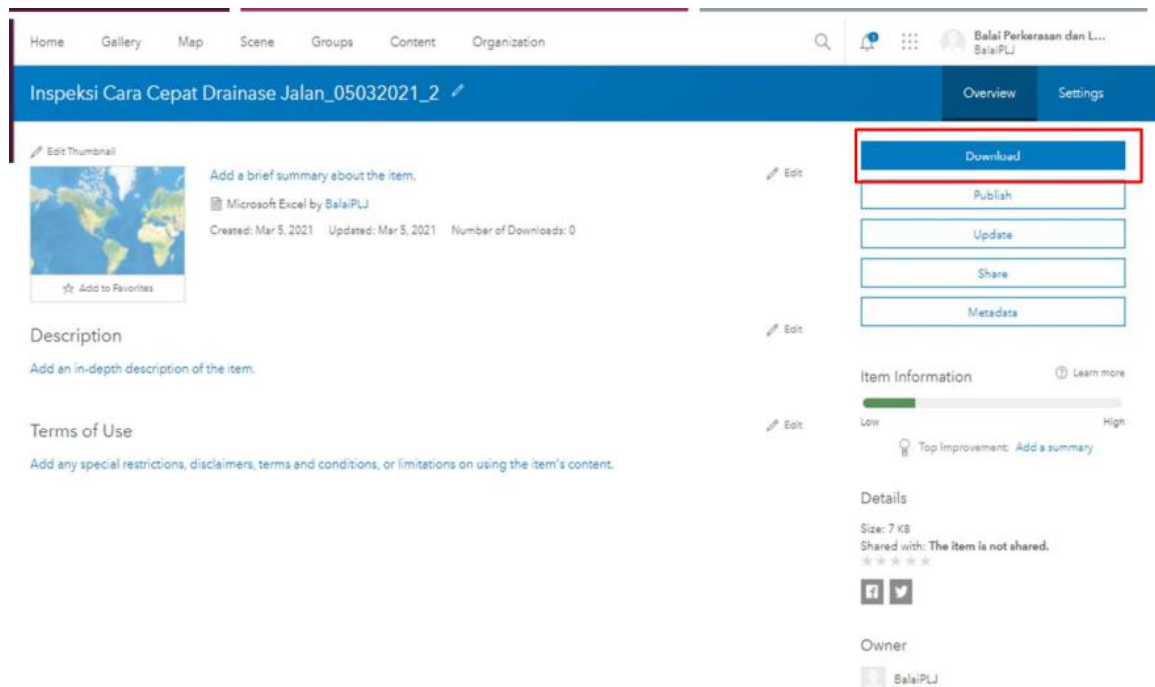 Home Gallery Map Scene Groups Content Organization
Balai Perkerasan dan L...
BalaiPLJ
Inspeksi Cara Cepat Drainase Jalan_05032021_2
Overview Settings
Edit Thumbnail
Add a brief summary about the item.
Edit
Microsoft Excel by BalaiPLJ
Created: Mar 5, 2021 Updated: Mar 5, 2021 Number of Downloads: 0
Add to Favorites
Description
Edit
Add an in-depth description of the item.
Terms of Use
Edit
Add any special restrictions, disclaimers, terms and conditions, or limitations on using the item's content.
Download
Publish
Update
Share
Metadata
Item Information
Learn more
Low High
Top Improvement: Add a summary
Details
Size: 7 KB
Shared with: The item is not shared.
Owner
BalaiPLJ